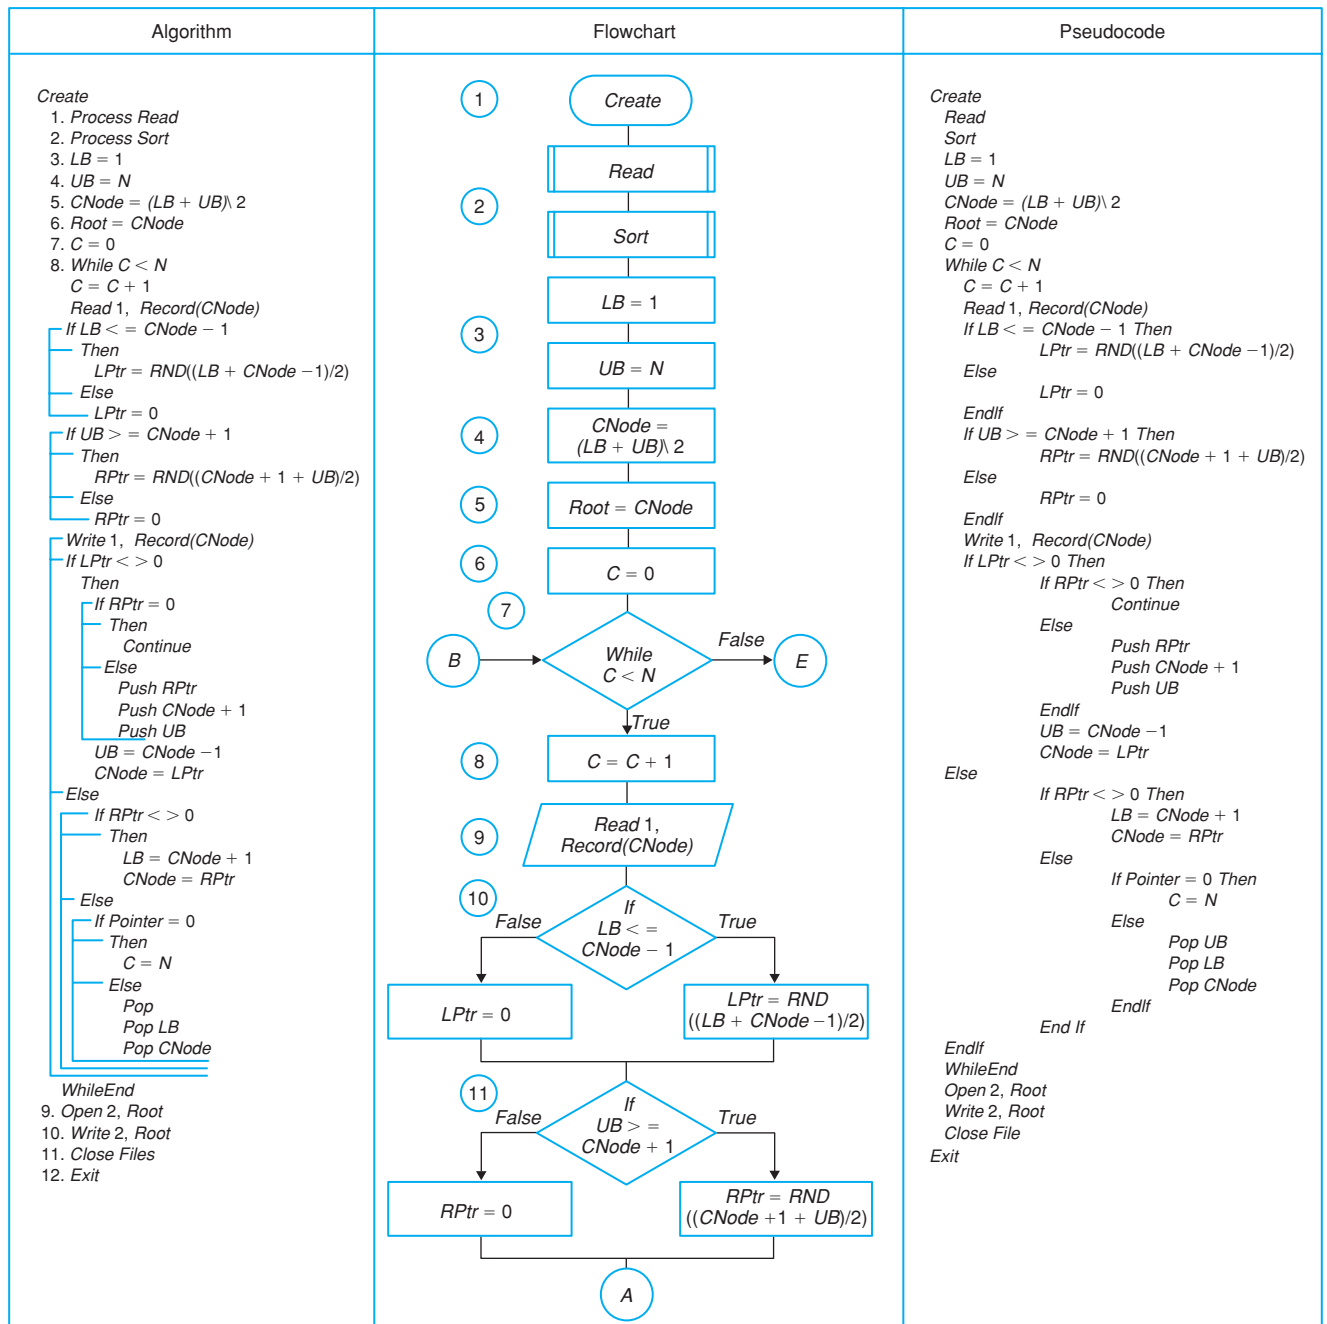 Algorithm
Create
1. Process Read
2. Process Sort
3. LB = 1
4. UB = N
5. CNode = (LB + UB)\ 2
6. Root = CNode
7. C = 0
8. While C < N
C = C + 1
Read 1, Record(CNode)
If LB < = CNode − 1
Then
LPtr = RND((LB + CNode −1)/2)
Else
LPtr = 0
If UB > = CNode + 1
Then
RPtr = RND((CNode + 1 + UB)/2)
Else
RPtr = 0
Write 1, Record(CNode)
If LPtr < > 0
Then
If RPtr = 0
Then
Continue
Else
Push RPtr
Push CNode + 1
Push UB
UB = CNode −1
CNode = LPtr
Else
If RPtr < > 0
Then
LB = CNode + 1
CNode = RPtr
Else
If Pointer = 0
Then
C = N
Else
Pop
Pop LB
Pop CNode
WhileEnd
9. Open 2, Root
10. Write 2, Root
11. Close Files
12. Exit
Flowchart
1
Create
Read
2
Sort
LB = 1
3
UB = N
4
CNode =
(LB + UB)\ 2
5
Root = CNode
6
C = 0
7
B
While
C < N
False
E
True
8
C = C + 1
9
Read 1,
Record(CNode)
10
If
LB < =
CNode − 1
False
True
LPtr = 0
LPtr = RND
((LB + CNode −1)/2)
11
If
UB > =
CNode + 1
False
True
RPtr = 0
RPtr = RND
((CNode +1 + UB)/2)
A
Pseudocode
Create
Read
Sort
LB = 1
UB = N
CNode = (LB + UB)\ 2
Root = CNode
C = 0
While C < N
C = C + 1
Read 1, Record(CNode)
If LB < = CNode − 1 Then
LPtr = RND((LB + CNode −1)/2)
Else
LPtr = 0
EndIf
If UB > = CNode + 1 Then
RPtr = RND((CNode + 1 + UB)/2)
Else
RPtr = 0
EndIf
Write 1, Record(CNode)
If LPtr < > 0 Then
If RPtr < > 0 Then
Continue
Else
Push RPtr
Push CNode + 1
Push UB
EndIf
UB = CNode −1
CNode = LPtr
Else
If RPtr < > 0 Then
LB = CNode + 1
CNode = RPtr
Else
If Pointer = 0 Then
C = N
Else
Pop UB
Pop LB
Pop CNode
EndIf
End If
EndIf
WhileEnd
Open 2, Root
Write 2, Root
Close File
Exit